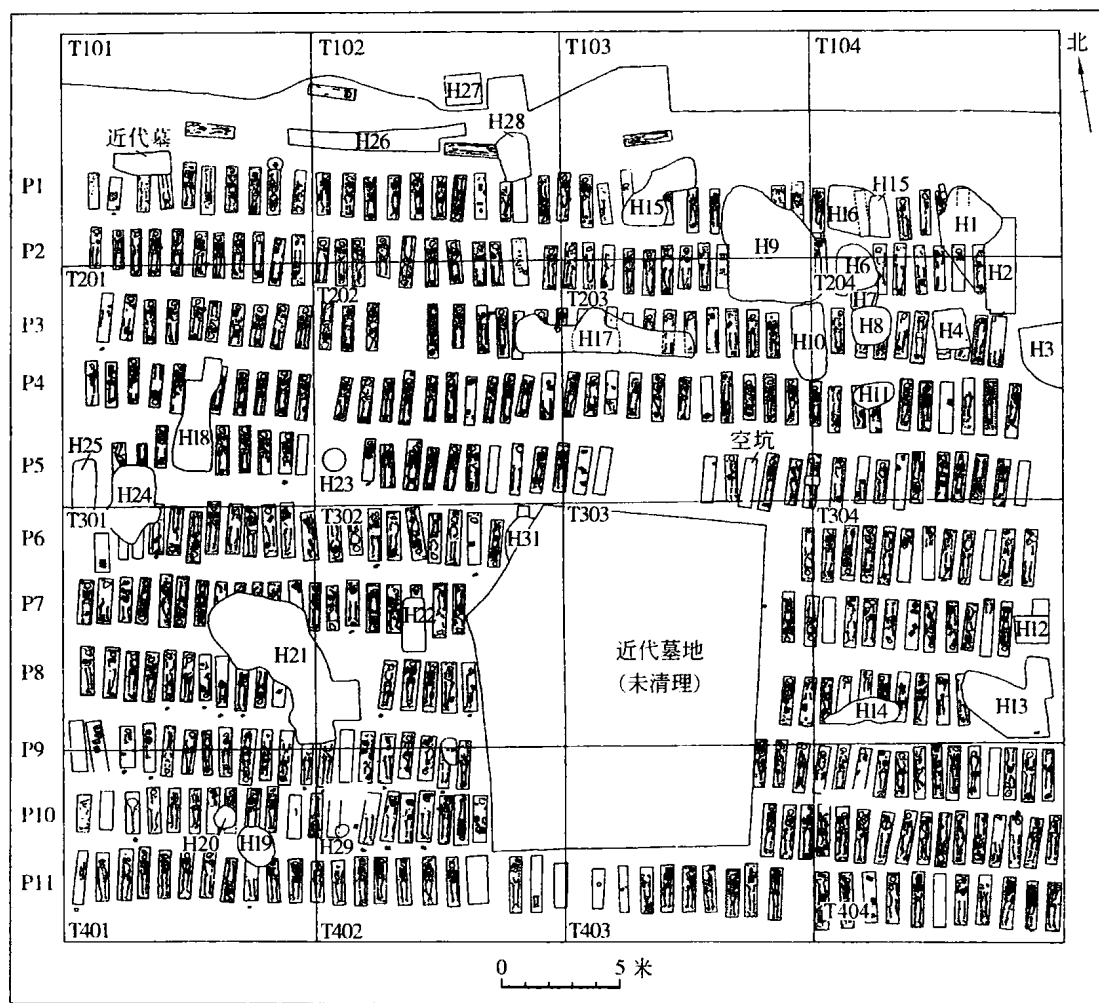 T101
T102
T103
T104
北
H27
近代墓
H26
H28
P1
H15
H16
H15
H1
H9
P2
H6
H2
T201
T202
T203
T204
H7
P3
H17
H10
H8
H4
H3
P4
H11
H18
空坑
H25
P5
H23
H24
T301
T302
T303
T304
P6
H31
P7
H22
H12
H21
近代墓地
(未清理)
P8
H14
H13
P9
P10
H20
H19
H29
P11
T401
T402
T403
T404
0 5 米